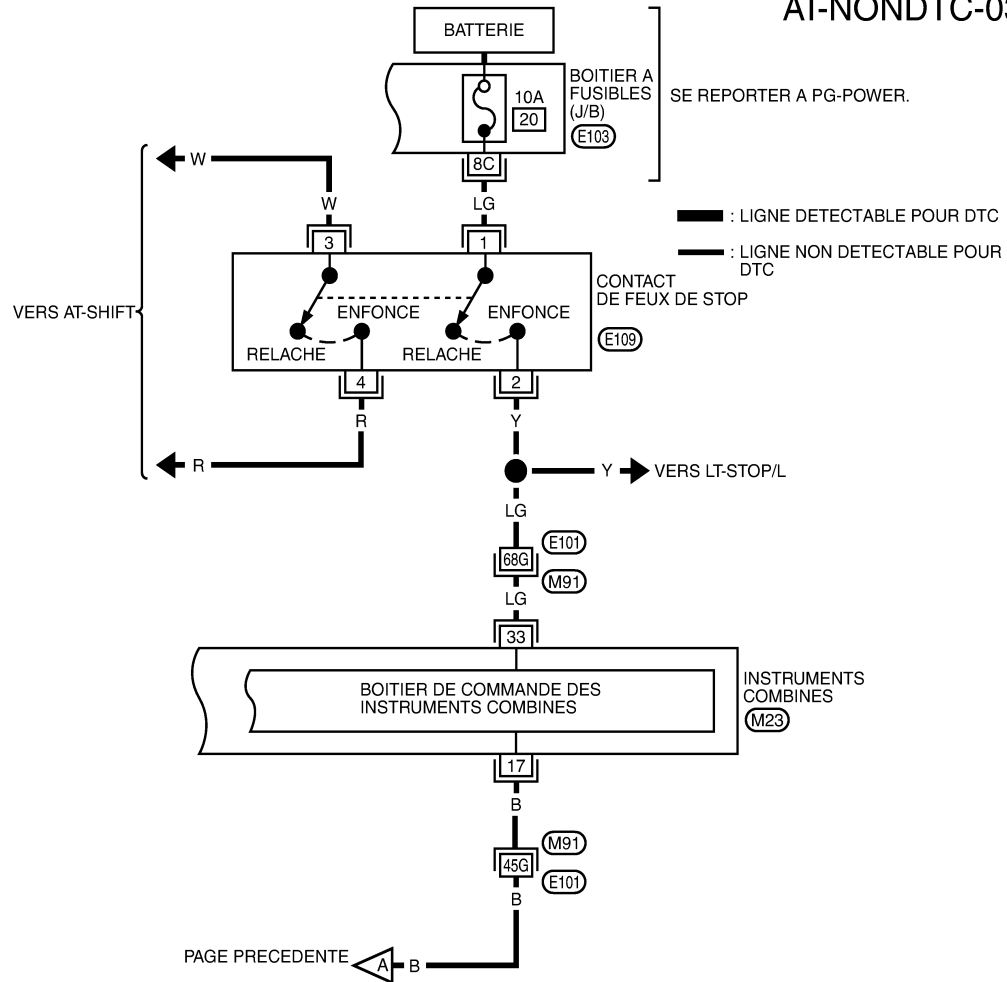 AT-NONDTC-03
BATTERIE
BOITIER A
FUSIBLES
(J/B)
E103
10A
20
SE REPORTER A PG-POWER.
8C
W
LG
W
: LIGNE DETECTABLE POUR DTC
: LIGNE NON DETECTABLE POUR
DTC
3
1
CONTACT
DE FEUX DE STOP
E109
VERS AT-SHIFT
ENFONCE
ENFONCE
RELACHE
RELACHE
4
2
R
Y
R
Y
VERS LT-STOP/L
LG
E101
68G
M91
LG
33
BOITIER DE COMMANDE DES
INSTRUMENTS COMBINES
INSTRUMENTS
COMBINES
M23
17
B
M91
45G
E101
B
PAGE PRECEDENTE
A
B